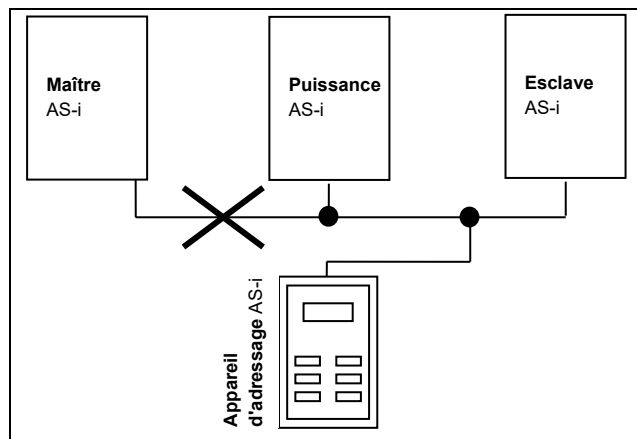 Maître
AS-i
Puissance
AS-i
Esclave
AS-i
Appareil
d'adressage AS-i